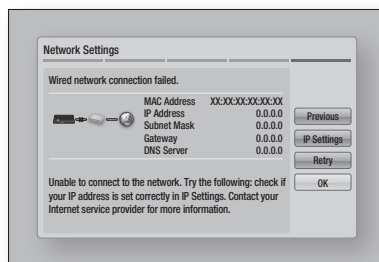 Network Settings
Wired network connection failed.
MAC Address XX:XX:XX:XX:XX:XX
IP Address 0.0.0.0
Subnet Mask 0.0.0.0
Gateway 0.0.0.0
DNS Server 0.0.0.0
Previous
IP Settings
Retry
OK
Unable to connect to the network. Try the following: check if
your IP address is set correctly in IP Settings. Contact your
Internet service provider for more information.